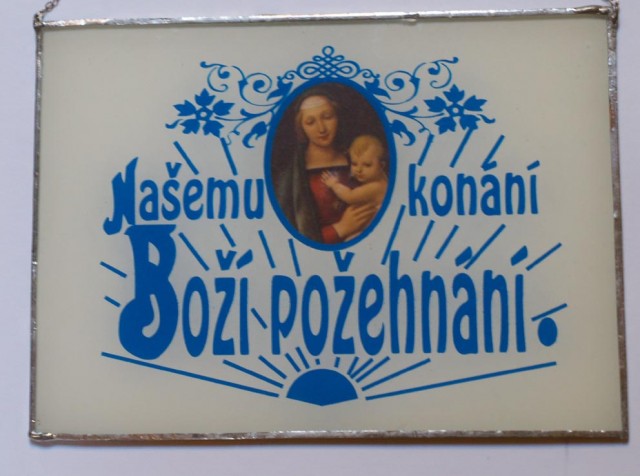 Našemu konání
Boží požehnání.